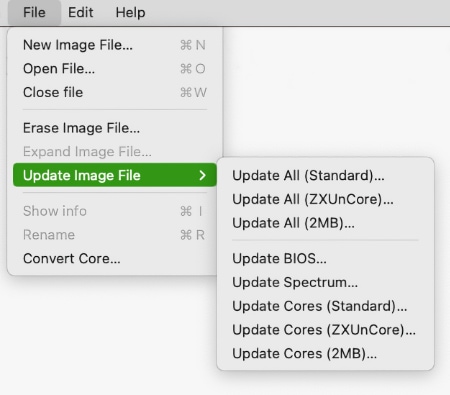 File Edit Help
New Image File... ⌘ N
Open File... ⌘ O
Close file ⌘ W
Erase Image File...
Expand Image File...
Update Image File
Show info ⌘ I
Rename ⌘ R
Convert Core...
Update All (Standard)...
Update All (ZXUnCore)...
Update All (2MB)...
Update BIOS...
Update Spectrum...
Update Cores (Standard)...
Update Cores (ZXUnCore)...
Update Cores (2MB)...